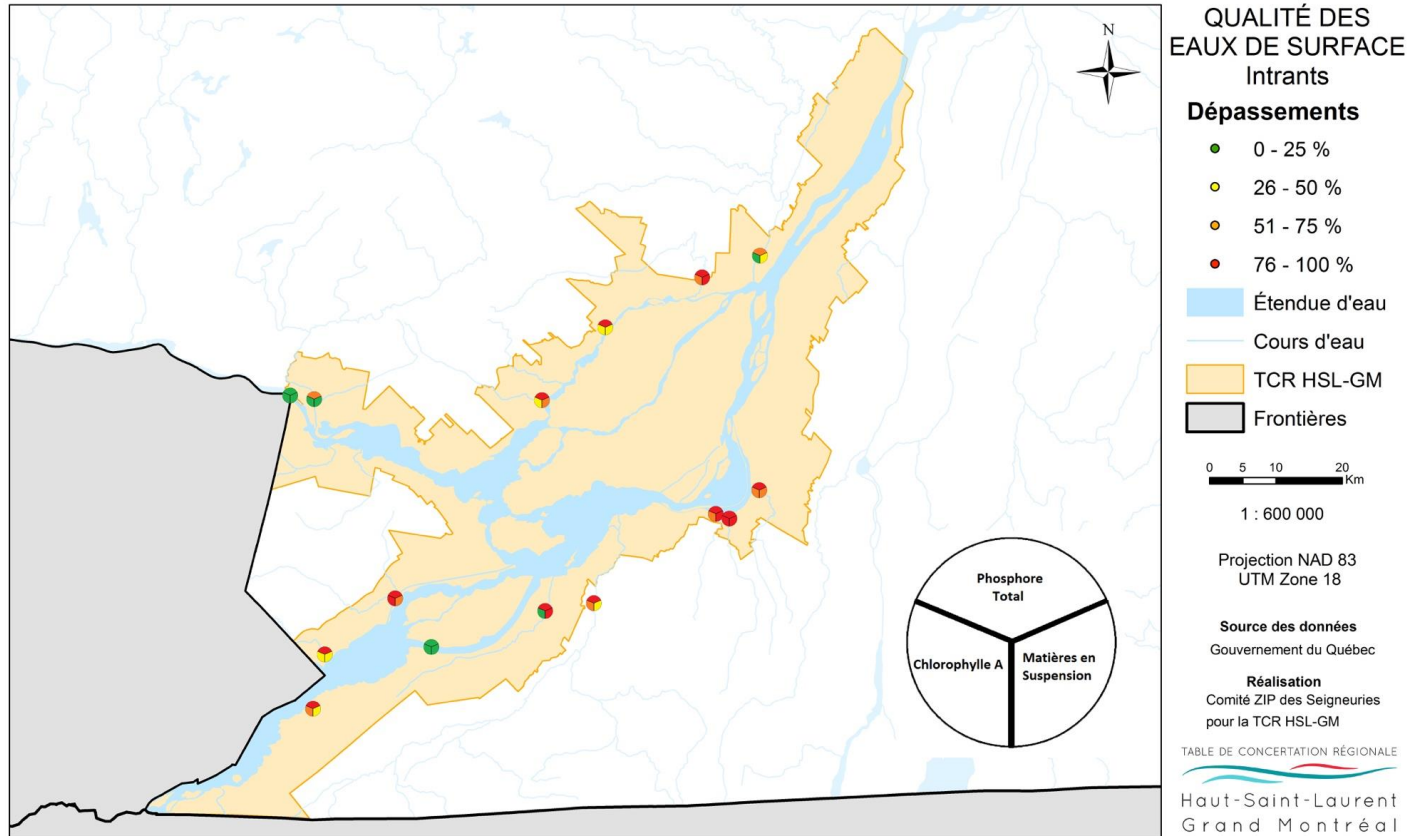 N
Phosphore
Total
Chlorophylle A
Matières en
Suspension
QUALITÉ DES
EAUX DE SURFACE
Intrants
Dépassements
0 - 25 %
26 - 50 %
51 - 75 %
76 - 100 %
Étendue d'eau
Cours d'eau
TCR HSL-GM
Frontières
0 5 10 20
Km
1 : 600 000
Projection NAD 83
UTM Zone 18
Source des données
Gouvernement du Québec
Réalisation
Comité ZIP des Seigneuries
pour la TCR HSL-GM
TABLE DE CONCERTATION RÉGIONALE
Haut-Saint-Laurent
Grand Montréal